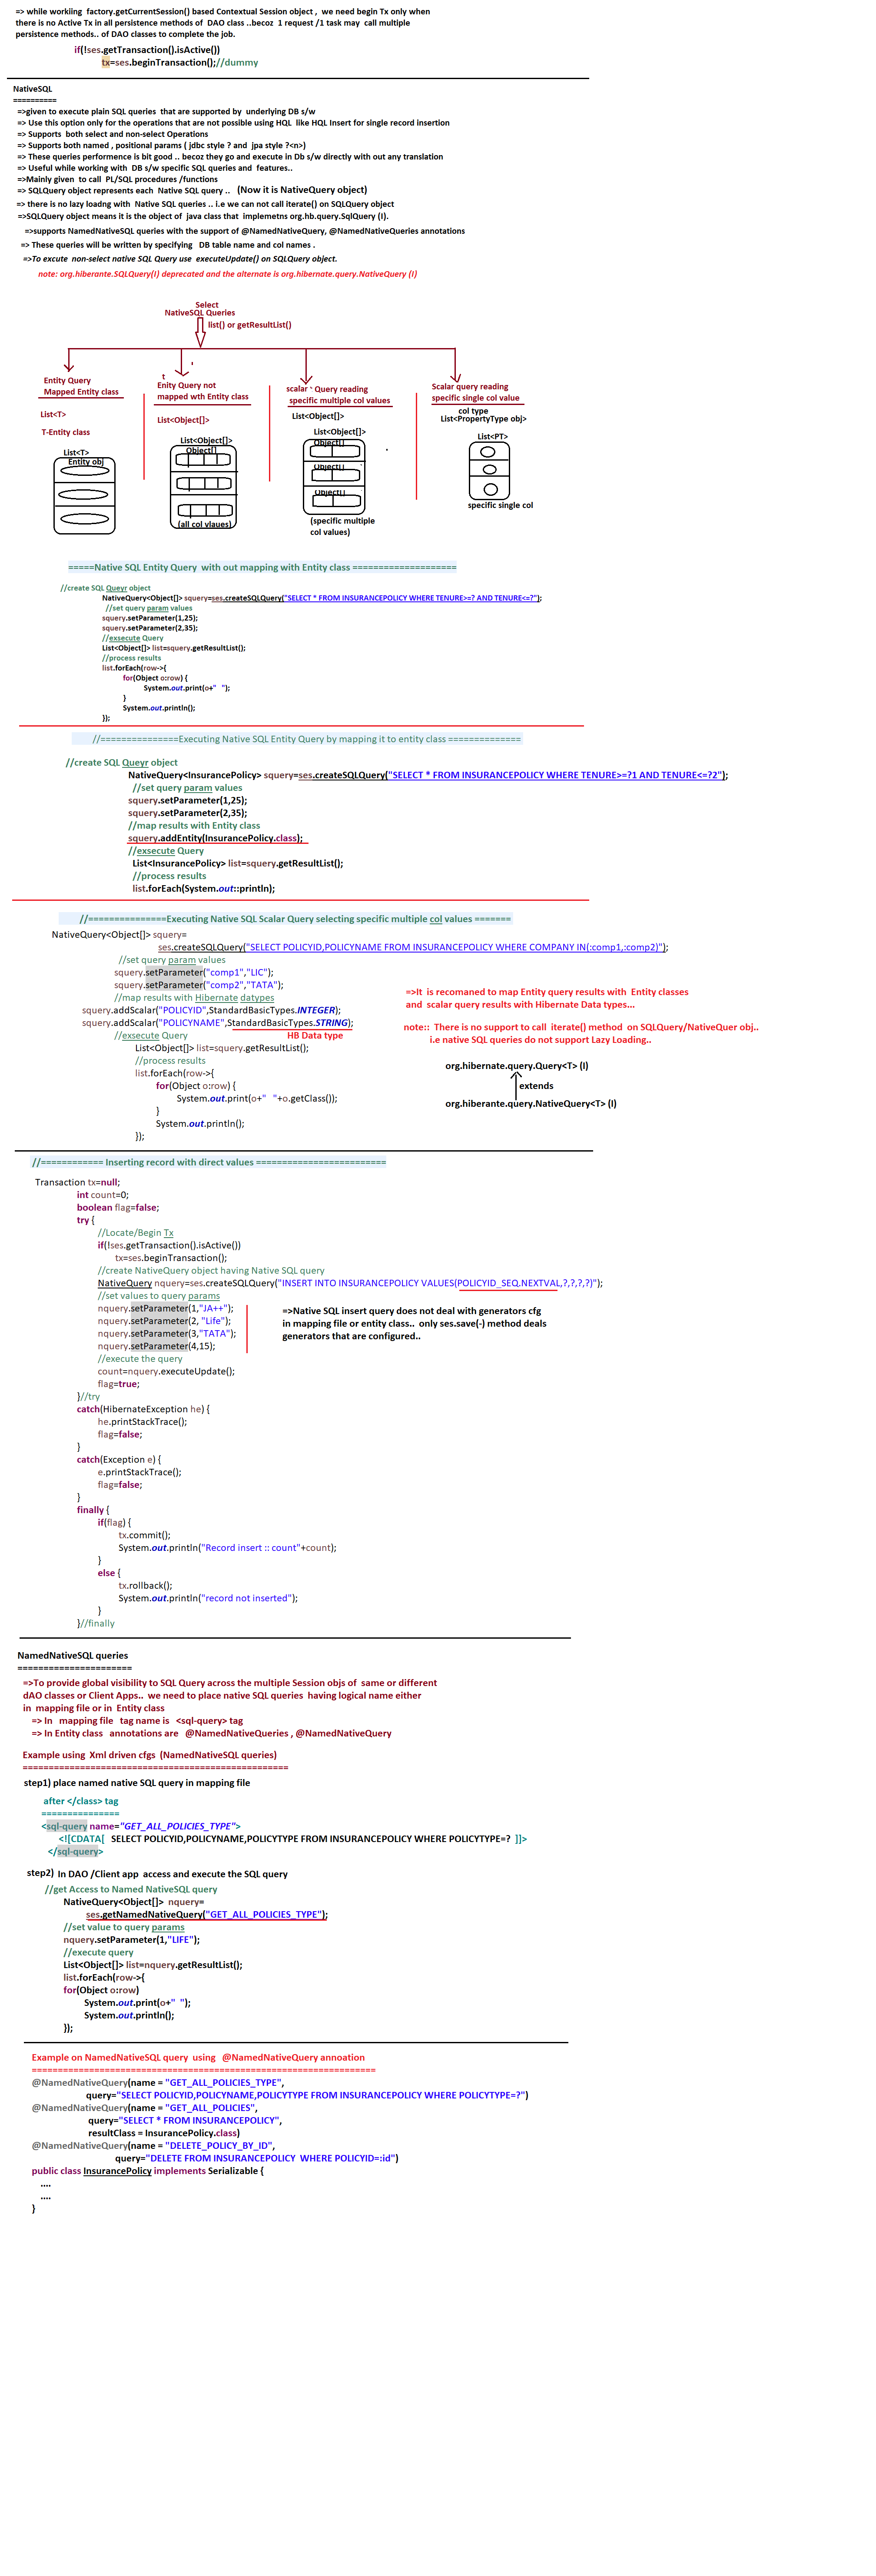 => while workiing  factory.getCurrentSession() based Contextual Session object ,  we need begin Tx only when
there is no Active Tx in all persistence methods of  DAO class ..becoz  1 request /1 task may  call multiple
persistence methods.. of DAO classes to complete the job.
if(!ses.getTransaction().isActive())
tx=ses.beginTransaction();//dummy
NativeSQL
==========
=>given to execute plain SQL queries  that are supported by  underlying DB s/w
=> Use this option only for the operations that are not possible using HQL  like HQL Insert for single record insertion
=> Supports  both select and non-select Operations
=> Supports both named , positional params ( jdbc style ? and  jpa style ?<n>)
=> These queries performence is bit good .. becoz they go and execute in Db s/w directly with out any translation
=> Useful while working with  DB s/w specific SQL queries and  features..
=>Mainly given  to call  PL/SQL procedures /functions
=> SQLQuery object represents each  Native SQL query ..   (Now it is NativeQuery object)
=> there is no lazy loadng with  Native SQL queries .. i.e we can not call iterate() on SQLQuery object
=>SQLQuery object means it is the object of  java class that  implemetns org.hb.query.SqlQuery (I).
=>supports NamedNativeSQL queries with the support of @NamedNativeQuery, @NamedNativeQueries annotations
=> These queries will be written by specifying   DB table name and col names .
=>To excute  non-select native SQL Query use  executeUpdate() on SQLQuery object.
note: org.hiberante.SQLQuery(I) deprecated and the alternate is org.hibernate.query.NativeQuery (I)
Select
NativeSQL Queries
list() or getResultList()
Entity Query
Mapped Entity class
List<T>
T-Entity class
List<T>
Entity obj
t
Enity Query not
mapped wth Entity class
List<Object[]>
List<Object[]>
Object[]
(all col vlaues)
scalar ` Query reading
specific multiple col values
List<Object[]>
List<Object[]>
Object[]
Object[]
Object[]
(specific multiple
col values)
Scalar query reading
specific single col value
col type
List<PropertyType obj>
List<PT>
specific single col
=====Native SQL Entity Query  with out mapping with Entity class ====================
//create SQL Queyr object
NativeQuery<Object[]> squery=ses.createSQLQuery("SELECT * FROM INSURANCEPOLICY WHERE TENURE>=? AND TENURE<=?");
//set query param values
squery.setParameter(1,25);
squery.setParameter(2,35);
//exsecute Query
List<Object[]> list=squery.getResultList();
//process results
list.forEach(row->{
for(Object o:row) {
System.out.print(o+"   ");
}
System.out.println();
});
//===============Executing Native SQL Entity Query by mapping it to entity class ==============
//create SQL Queyr object
NativeQuery<InsurancePolicy> squery=ses.createSQLQuery("SELECT * FROM INSURANCEPOLICY WHERE TENURE>=?1 AND TENURE<=?2");
//set query param values
squery.setParameter(1,25);
squery.setParameter(2,35);
//map results with Entity class
squery.addEntity(InsurancePolicy.class);
//exsecute Query
List<InsurancePolicy> list=squery.getResultList();
//process results
list.forEach(System.out::println);
//===============Executing Native SQL Scalar Query selecting specific multiple col values =======
NativeQuery<Object[]> squery=
ses.createSQLQuery("SELECT POLICYID,POLICYNAME FROM INSURANCEPOLICY WHERE COMPANY IN(:comp1,:comp2)");
//set query param values
squery.setParameter("comp1","LIC");
squery.setParameter("comp2","TATA");
//map results with Hibernate datypes
squery.addScalar("POLICYID",StandardBasicTypes.INTEGER);
squery.addScalar("POLICYNAME",StandardBasicTypes.STRING);
//exsecute Query
HB Data type
List<Object[]> list=squery.getResultList();
//process results
list.forEach(row->{
for(Object o:row) {
System.out.print(o+"   "+o.getClass());
}
System.out.println();
});
=>It  is recomaned to map Entity query results with  Entity classes
and  scalar query results with Hibernate Data types...
note::  There is no support to call  iterate() method  on SQLQuery/NativeQuer obj..
i.e native SQL queries do not support Lazy Loading..
org.hibernate.query.Query<T> (I)
extends
org.hiberante.query.NativeQuery<T> (I)
//============ Inserting record with direct values =========================
Transaction tx=null;
int count=0;
boolean flag=false;
try {
//Locate/Begin Tx
if(!ses.getTransaction().isActive())
tx=ses.beginTransaction();
//create NativeQuery object having Native SQL query
NativeQuery nquery=ses.createSQLQuery("INSERT INTO INSURANCEPOLICY VALUES(POLICYID_SEQ.NEXTVAL,?,?,?,?)");
//set values to query params
nquery.setParameter(1,"JA++");
nquery.setParameter(2, "Life");
nquery.setParameter(3,"TATA");
nquery.setParameter(4,15);
//execute the query
count=nquery.executeUpdate();
flag=true;
}//try
catch(HibernateException he) {
he.printStackTrace();
flag=false;
}
catch(Exception e) {
e.printStackTrace();
flag=false;
}
finally {
if(flag) {
tx.commit();
System.out.println("Record insert :: count"+count);
}
else {
tx.rollback();
System.out.println("record not inserted");
}
}//finally
=>Native SQL insert query does not deal with generators cfg
in mapping file or entity class..  only ses.save(-) method deals
generators that are configured..
NamedNativeSQL queries
======================
=>To provide global visibility to SQL Query across the multiple Session objs of  same or different
dAO classes or Client Apps..  we need to place native SQL queries  having logical name either
in  mapping file or in  Entity class
=> In   mapping file   tag name is   <sql-query> tag
=> In Entity class   annotations are   @NamedNativeQueries , @NamedNativeQuery
Example using  Xml driven cfgs  (NamedNativeSQL queries)
===================================================
step1) place named native SQL query in mapping file
after </class> tag
===============
<sql-query name="GET_ALL_POLICIES_TYPE">
<![CDATA[   SELECT POLICYID,POLICYNAME,POLICYTYPE FROM INSURANCEPOLICY WHERE POLICYTYPE=?  ]]>
</sql-query>
step2)  In DAO /Client app  access and execute the SQL query
//get Access to Named NativeSQL query
NativeQuery<Object[]>  nquery=
ses.getNamedNativeQuery("GET_ALL_POLICIES_TYPE");
//set value to query params
nquery.setParameter(1,"LIFE");
//execute query
List<Object[]> list=nquery.getResultList();
list.forEach(row->{
for(Object o:row)
System.out.print(o+"  ");
System.out.println();
});
Example on NamedNativeSQL query  using   @NamedNativeQuery annoation
==================================================================
@NamedNativeQuery(name = "GET_ALL_POLICIES_TYPE",
query="SELECT POLICYID,POLICYNAME,POLICYTYPE FROM INSURANCEPOLICY WHERE POLICYTYPE=?")
@NamedNativeQuery(name = "GET_ALL_POLICIES",
query="SELECT * FROM INSURANCEPOLICY",
resultClass = InsurancePolicy.class)
@NamedNativeQuery(name = "DELETE_POLICY_BY_ID",
query="DELETE FROM INSURANCEPOLICY  WHERE POLICYID=:id")
public class InsurancePolicy implements Serializable {
....
....
}